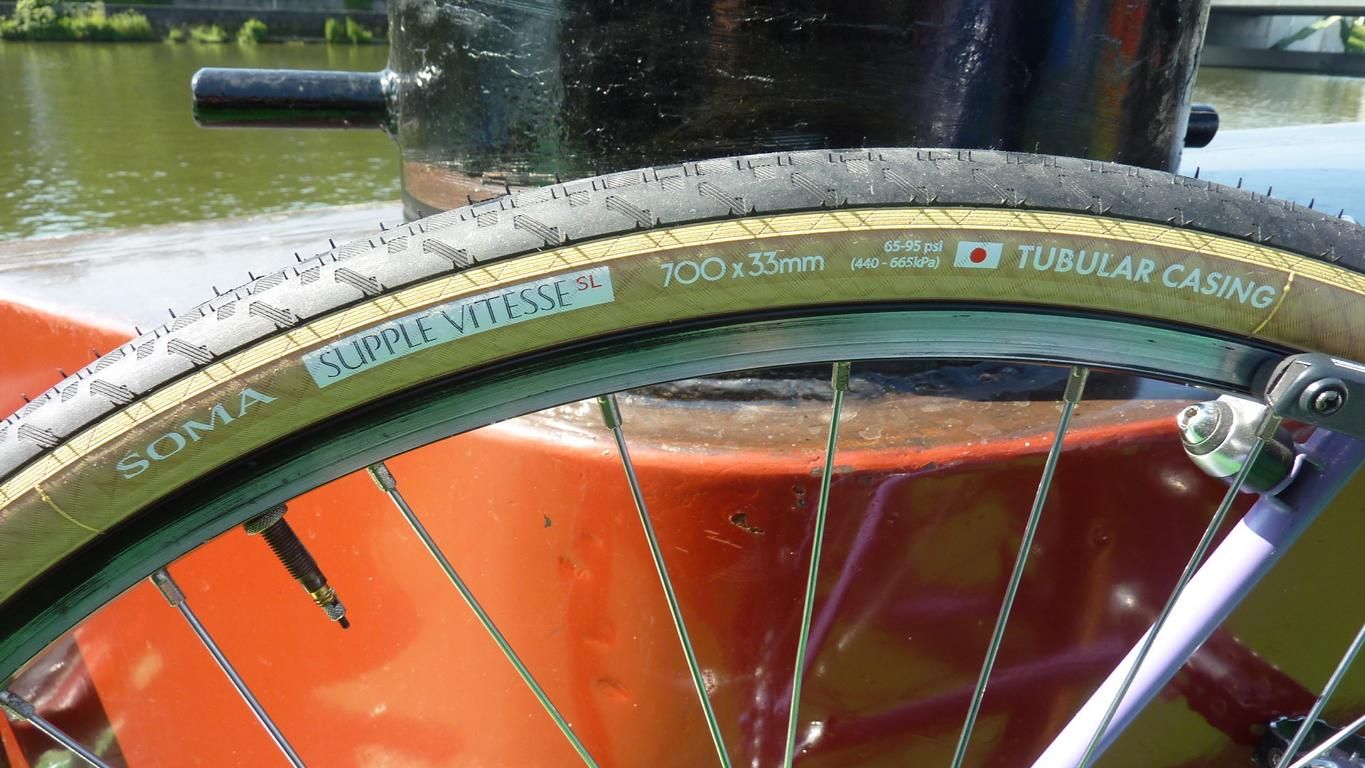 SOMA
SUPPLE VITESSE SL
700 x 33mm
65-95 psi
(440 - 665kPa)
TUBULAR CASING